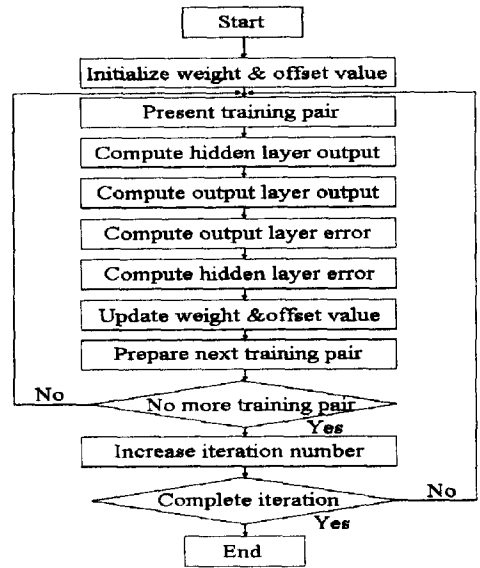 Start
Initialize weight & offset value
Present training pair
Compute hidden layer output
Compute output layer output
Compute output layer error
Compute hidden layer error
Update weight &offset value
Prepare next training pair
No
No more training pair
Yes
Increase iteration number
Complete iteration
No
Yes
End